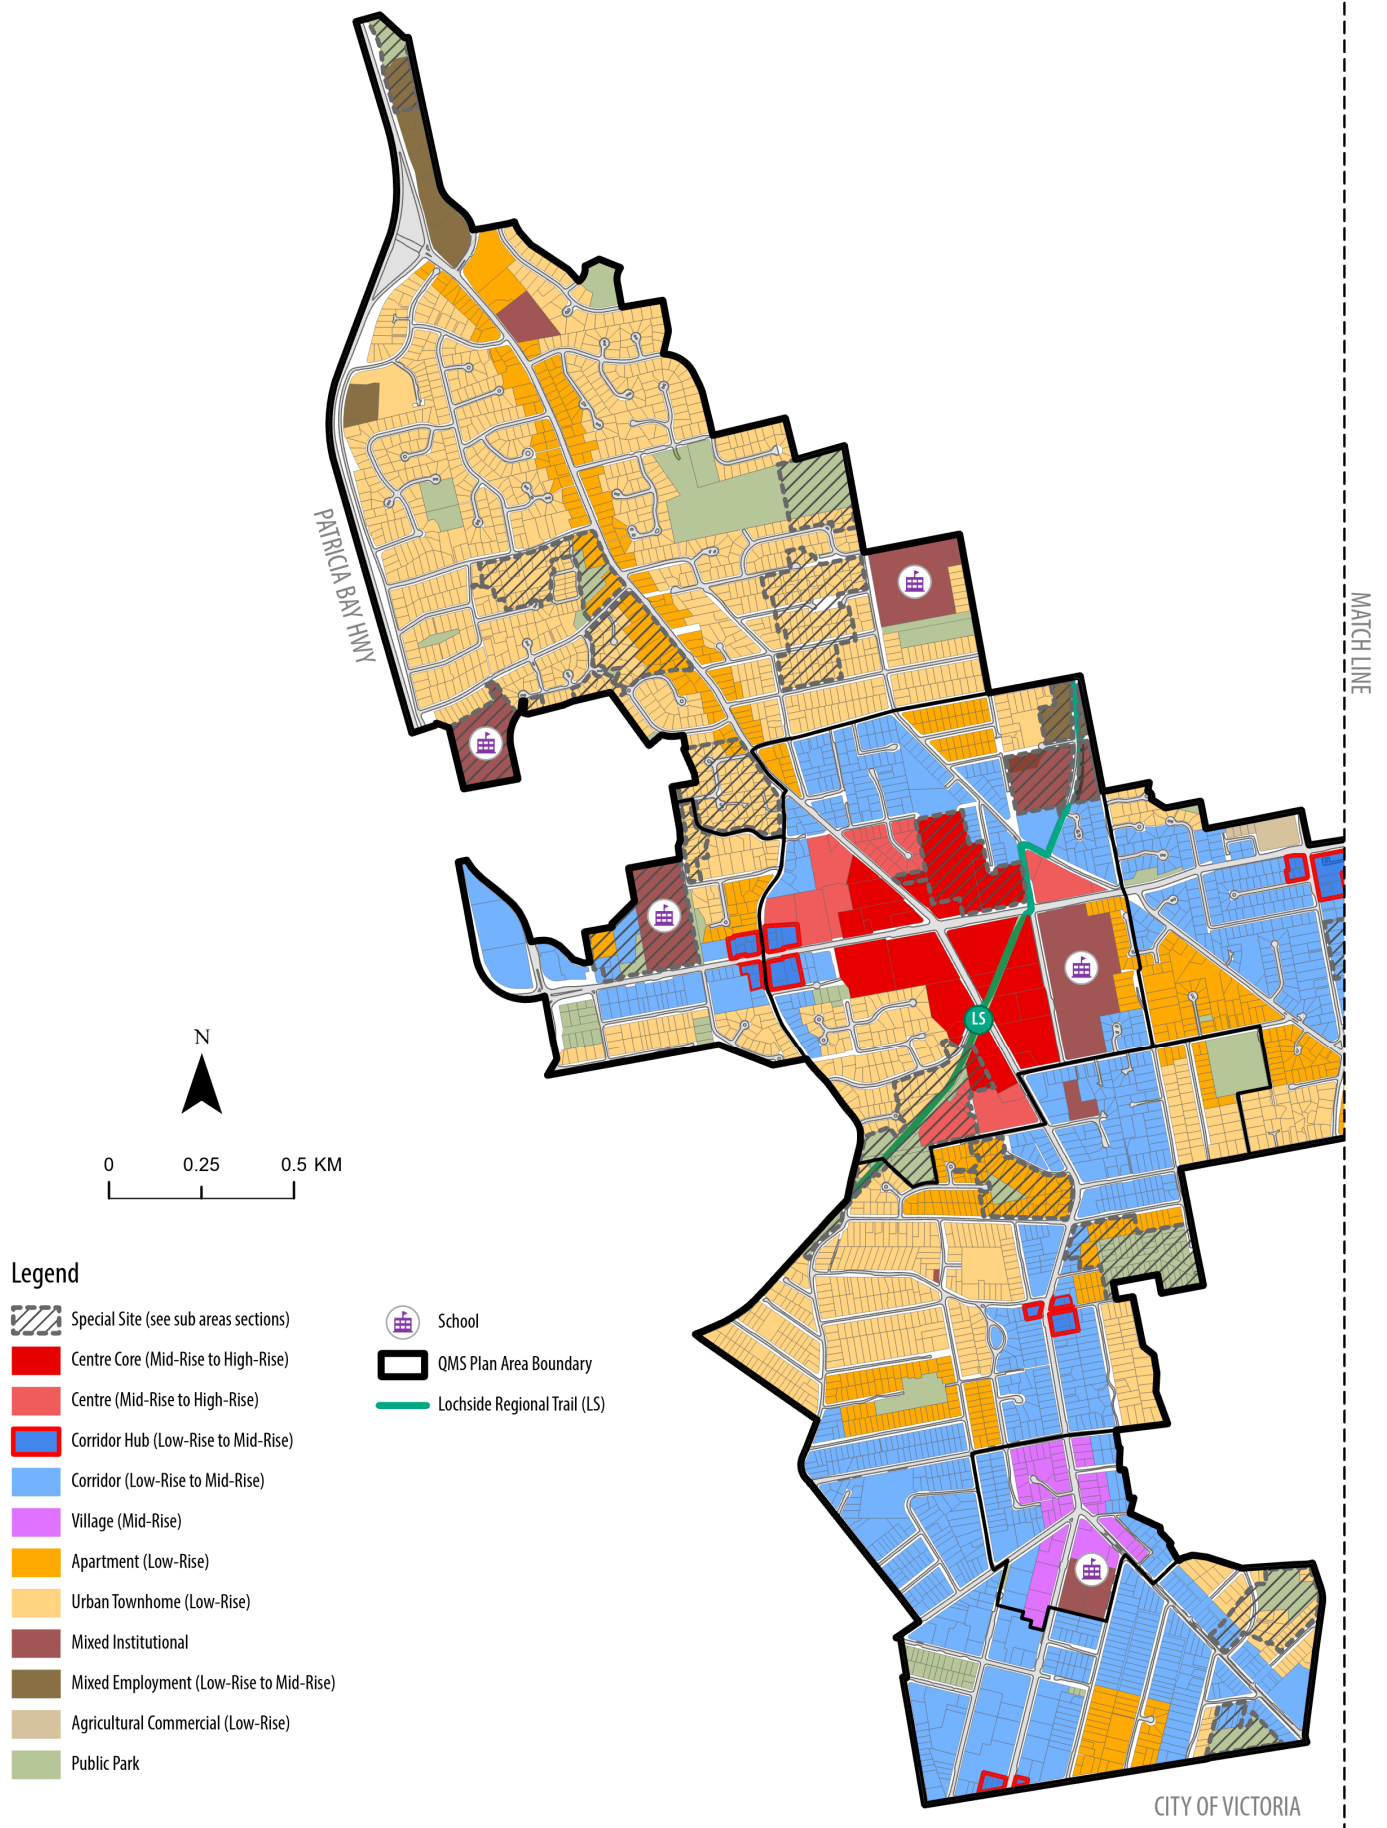 PATRICIA BAY HWY
MATCH LINE
LS
N
0 0.25 0.5 KM
Legend
Special Site (see sub areas sections)
Centre Core (Mid-Rise to High-Rise)
Centre (Mid-Rise to High-Rise)
Corridor Hub (Low-Rise to Mid-Rise)
Corridor (Low-Rise to Mid-Rise)
Village (Mid-Rise)
Apartment (Low-Rise)
Urban Townhome (Low-Rise)
Mixed Institutional
Mixed Employment (Low-Rise to Mid-Rise)
Agricultural Commercial (Low-Rise)
Public Park
School
QMS Plan Area Boundary
Lochside Regional Trail (LS)
CITY OF VICTORIA